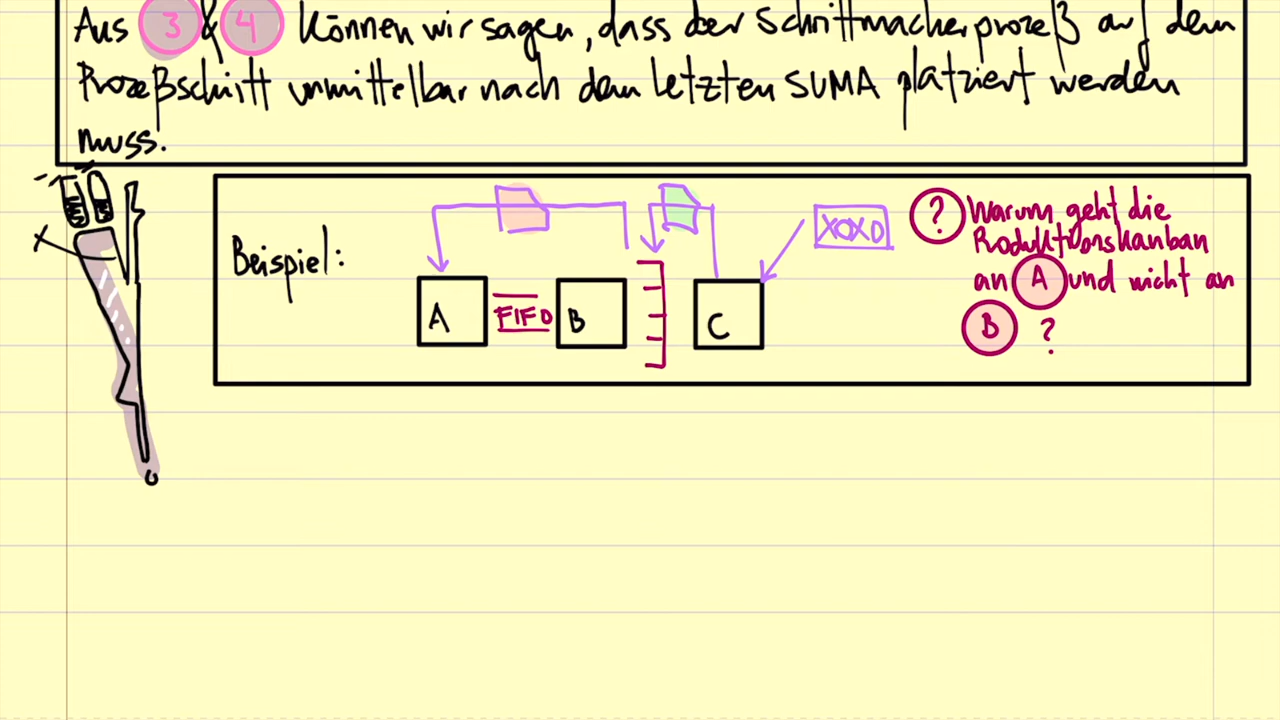 Aus 3 & 4 können wir sagen, dass der Schrittmacherprozeß auf dem
Prozeßschritt unmittelbar nach dem letzten SUMA platziert werden
muss.
Beispiel:
A
FIFO
B
C
XOXO
? Warum geht die
Produktionskanban
an A und nicht an
B ?